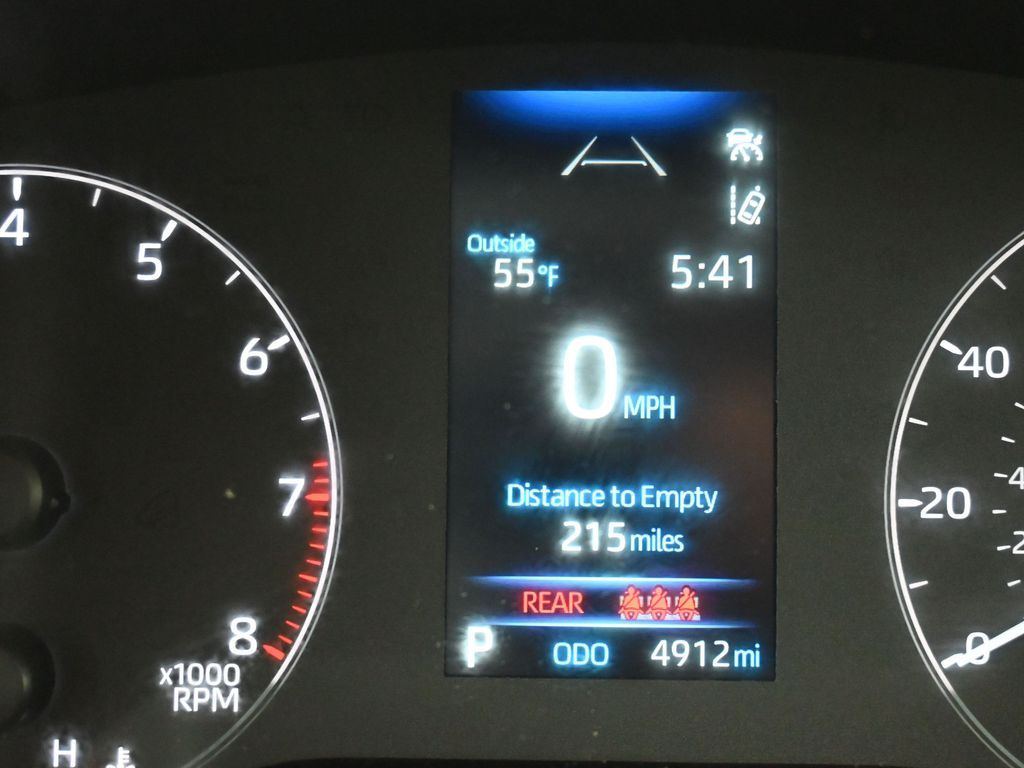 4
5
6
7
8
x1000
RPM
H
Outside
55°F
5:41
0 MPH
Distance to Empty
215 miles
REAR
P ODO 4912 mi
40
20
0